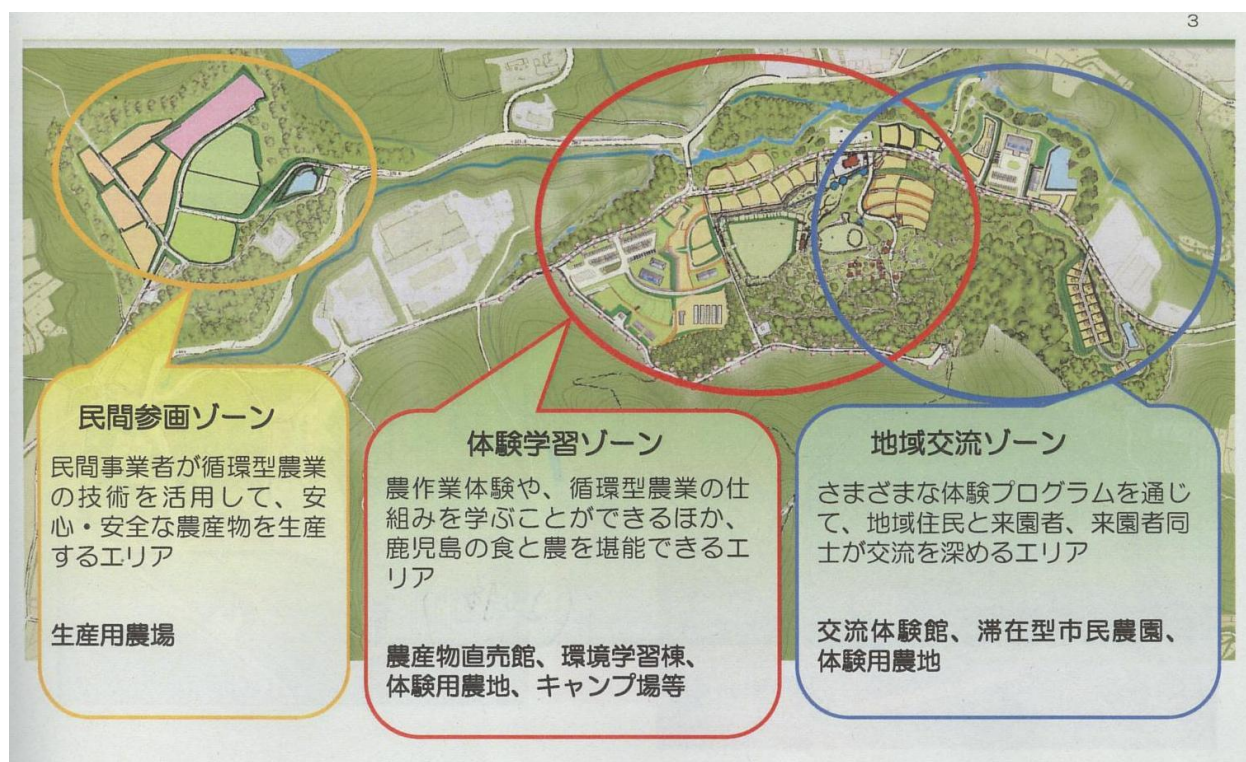 3
民間参画ゾーン
民間事業者が循環型農業
の技術を活用して、安
心・安全な農産物を生産
するエリア
生産用農場
体験学習ゾーン
農作業体験や、循環型農業の仕
組みを学ぶことができるほか、
鹿児島の食と農を堪能できるエ
リア
農産物直売館、環境学習棟、
体験用農地、キャンプ場等
地域交流ゾーン
さまざまな体験プログラムを通じ
て、地域住民と来園者、来園者同
士が交流を深めるエリア
交流体験館、滞在型市民農園、
体験用農地